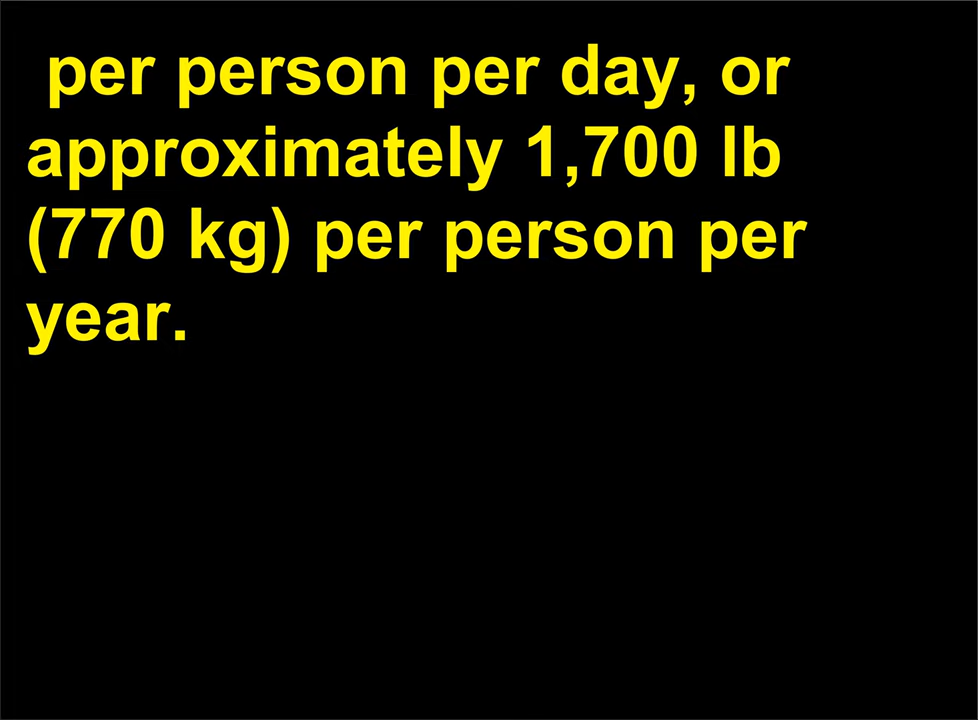 per person per day, or
approximately 1,700 lb
(770 kg) per person per
year.